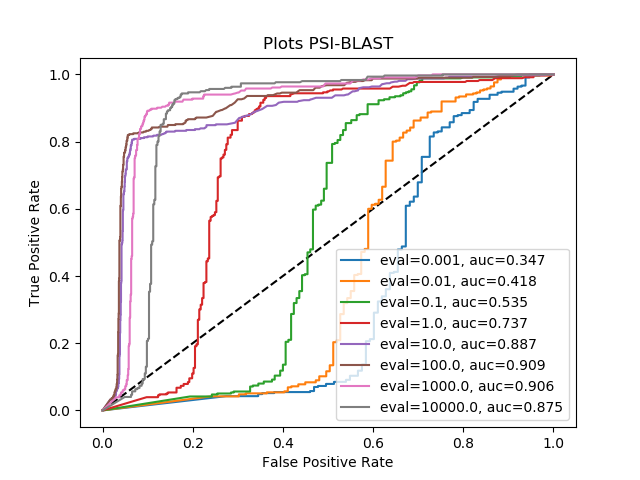 Plots PSI-BLAST
True Positive Rate
1.0
0.8
0.6
0.4
0.2
0.0
eval=0.001, auc=0.347
eval=0.01, auc=0.418
eval=0.1, auc=0.535
eval=1.0, auc=0.737
eval=10.0, auc=0.887
eval=100.0, auc=0.909
eval=1000.0, auc=0.906
eval=10000.0, auc=0.875
0.0 0.2 0.4 0.6 0.8 1.0
False Positive Rate